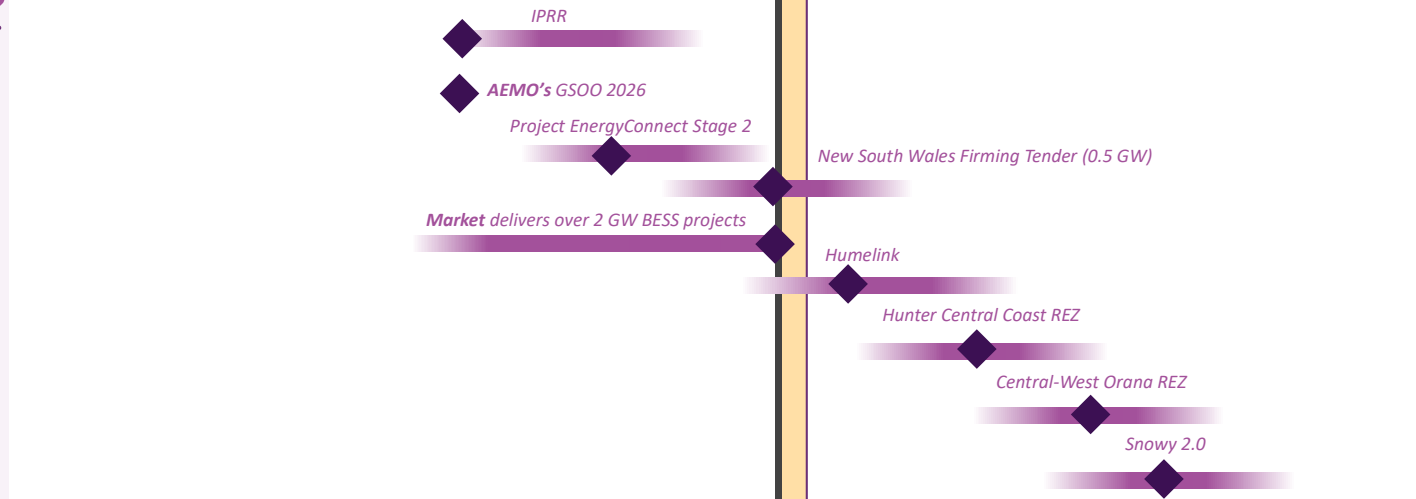 IPRR
AEMO's GSOO 2026
Project EnergyConnect Stage 2
New South Wales Firming Tender (0.5 GW)
Market delivers over 2 GW BESS projects
Humelink
Hunter Central Coast REZ
Central-West Orana REZ
Snowy 2.0